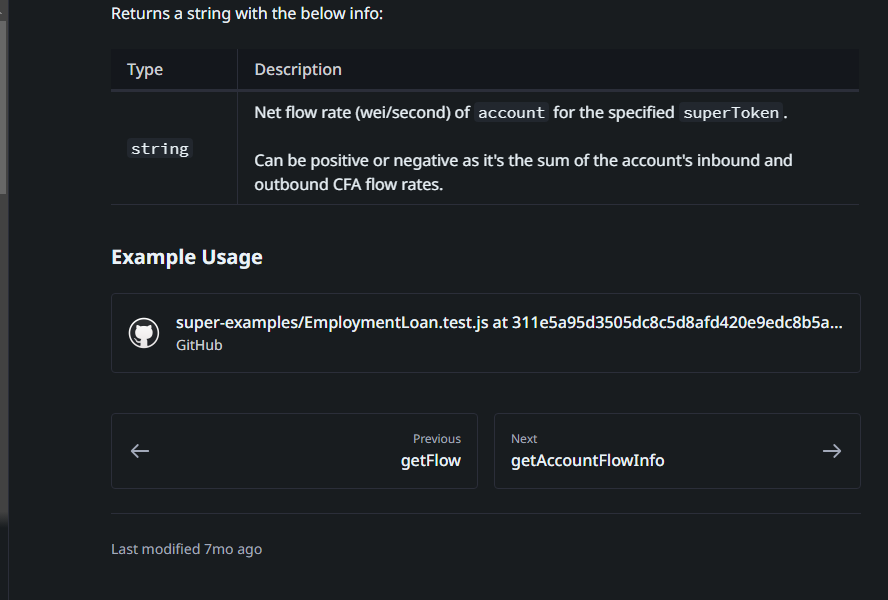 Returns a string with the below info:
Type
Description
string
Net flow rate (wei/second) of account for the specified superToken.
Can be positive or negative as it's the sum of the account's inbound and
outbound CFA flow rates.
Example Usage
super-examples/EmploymentLoan.test.js at 311e5a95d3505dc8c5d8afd420e9edc8b5a...
GitHub
Previous
getFlow
Next
getAccountFlowInfo
Last modified 7mo ago